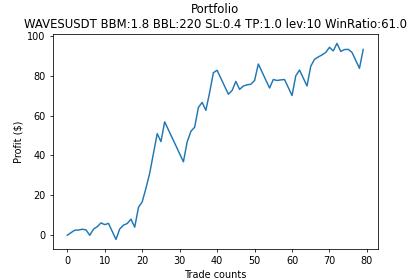 Portfolio
WAVESUSDT BBM:1.8 BBL:220 SL:0.4 TP:1.0 lev:10 WinRatio:61.0
100
80
60
40
20
0
Profit ($)
0 10 20 30 40 50 60 70 80
Trade counts